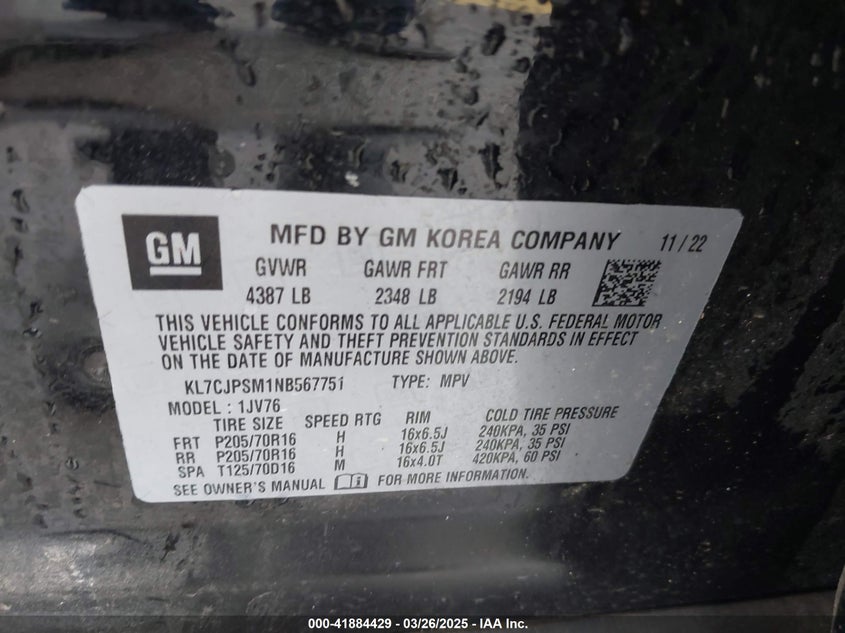 GM MFD BY GM KOREA COMPANY 11 / 22
GVWR GAWR FRT GAWR RR
4387 LB 2348 LB 2194 LB
THIS VEHICLE CONFORMS TO ALL APPLICABLE U.S. FEDERAL MOTOR
VEHICLE SAFETY AND THEFT PREVENTION STANDARDS IN EFFECT
ON THE DATE OF MANUFACTURE SHOWN ABOVE.
KL7CJPSM1NB567751 TYPE: MPV
MODEL : 1JV76
TIRE SIZE SPEED RTG RIM COLD TIRE PRESSURE
FRT P205/70R16 H 16x6.5J 240KPA, 35 PSI
RR P205/70R16 H 16x6.5J 240KPA, 35 PSI
SPA T125/70D16 M 16x4.0T 420KPA, 60 PSI
SEE OWNER'S MANUAL FOR MORE INFORMATION.
000-41884429 - 03/26/2025 - IAA Inc.